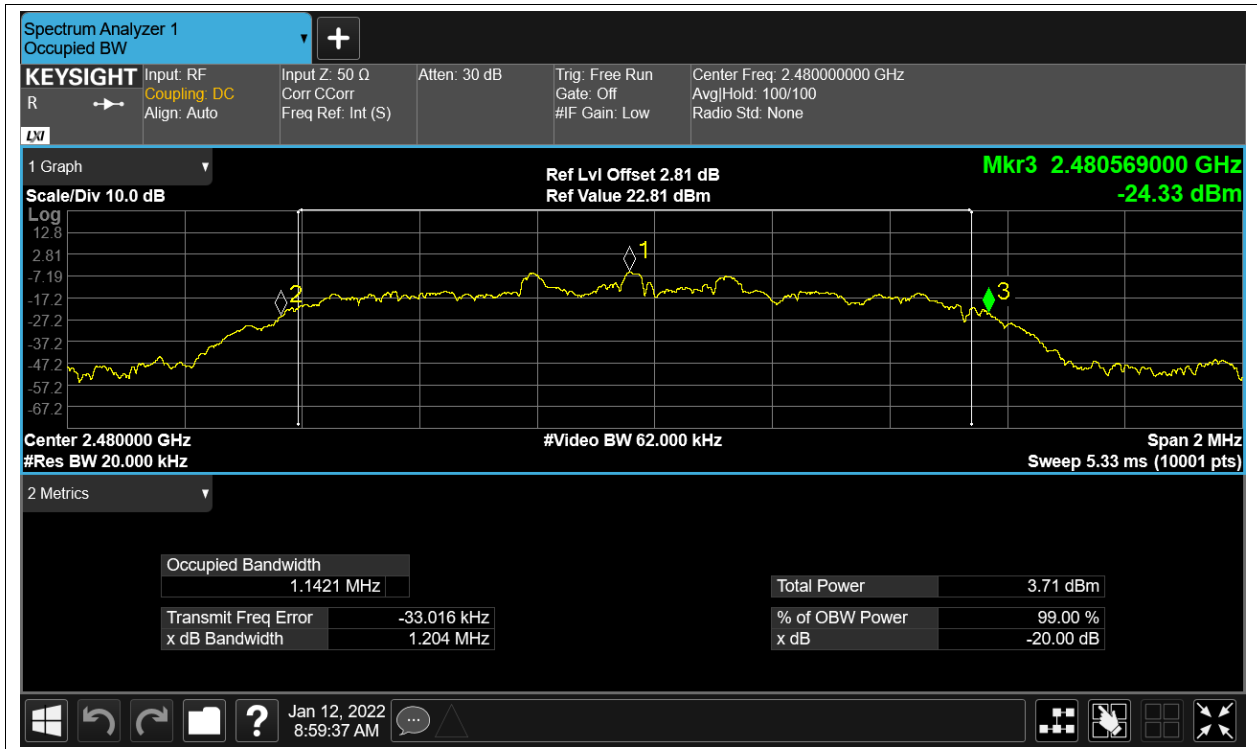 Spectrum Analyzer 1
Occupied BW
KEYSIGHT
R
LXI
Input: RF
Coupling: DC
Align: Auto
Input Z: 50 Ω
Corr CCorr
Freq Ref: Int (S)
Atten: 30 dB
Trig: Free Run
Gate: Off
#IF Gain: Low
Center Freq: 2.480000000 GHz
Avg|Hold: 100/100
Radio Std: None
1 Graph
Scale/Div 10.0 dB
Ref Lvl Offset 2.81 dB
Ref Value 22.81 dBm
Mkr3 2.480569000 GHz
-24.33 dBm
Log
12.8
2.81
-7.19
-17.2
-27.2
-37.2
-47.2
-57.2
-67.2
1
2
3
Center 2.480000 GHz
#Res BW 20.000 kHz
#Video BW 62.000 kHz
Span 2 MHz
Sweep 5.33 ms (10001 pts)
2 Metrics
Occupied Bandwidth
1.1421 MHz
Transmit Freq Error -33.016 kHz
x dB Bandwidth 1.204 MHz
Total Power 3.71 dBm
% of OBW Power 99.00 %
x dB -20.00 dB
?
Jan 12, 2022
8:59:37 AM